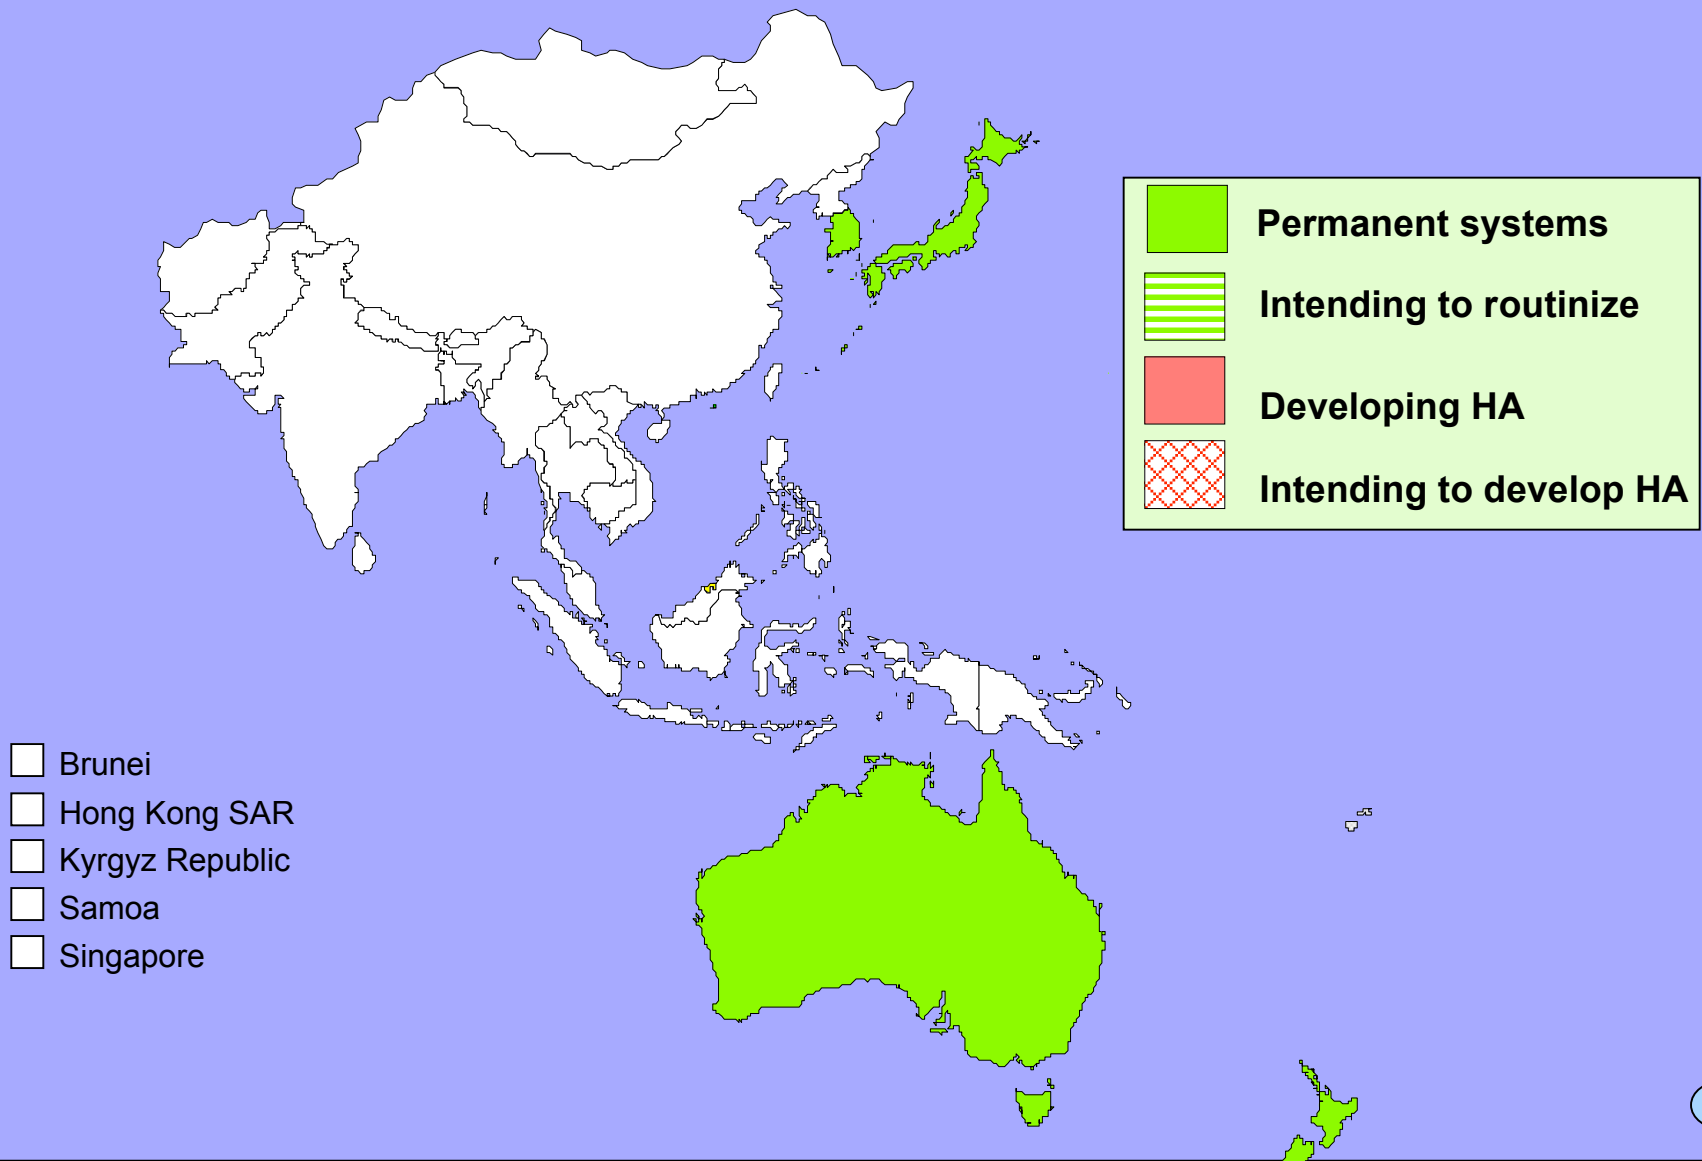 Permanent systems
Intending to routinize
Developing HA
Intending to develop HA
Brunei
Hong Kong SAR
Kyrgyz Republic
Samoa
Singapore